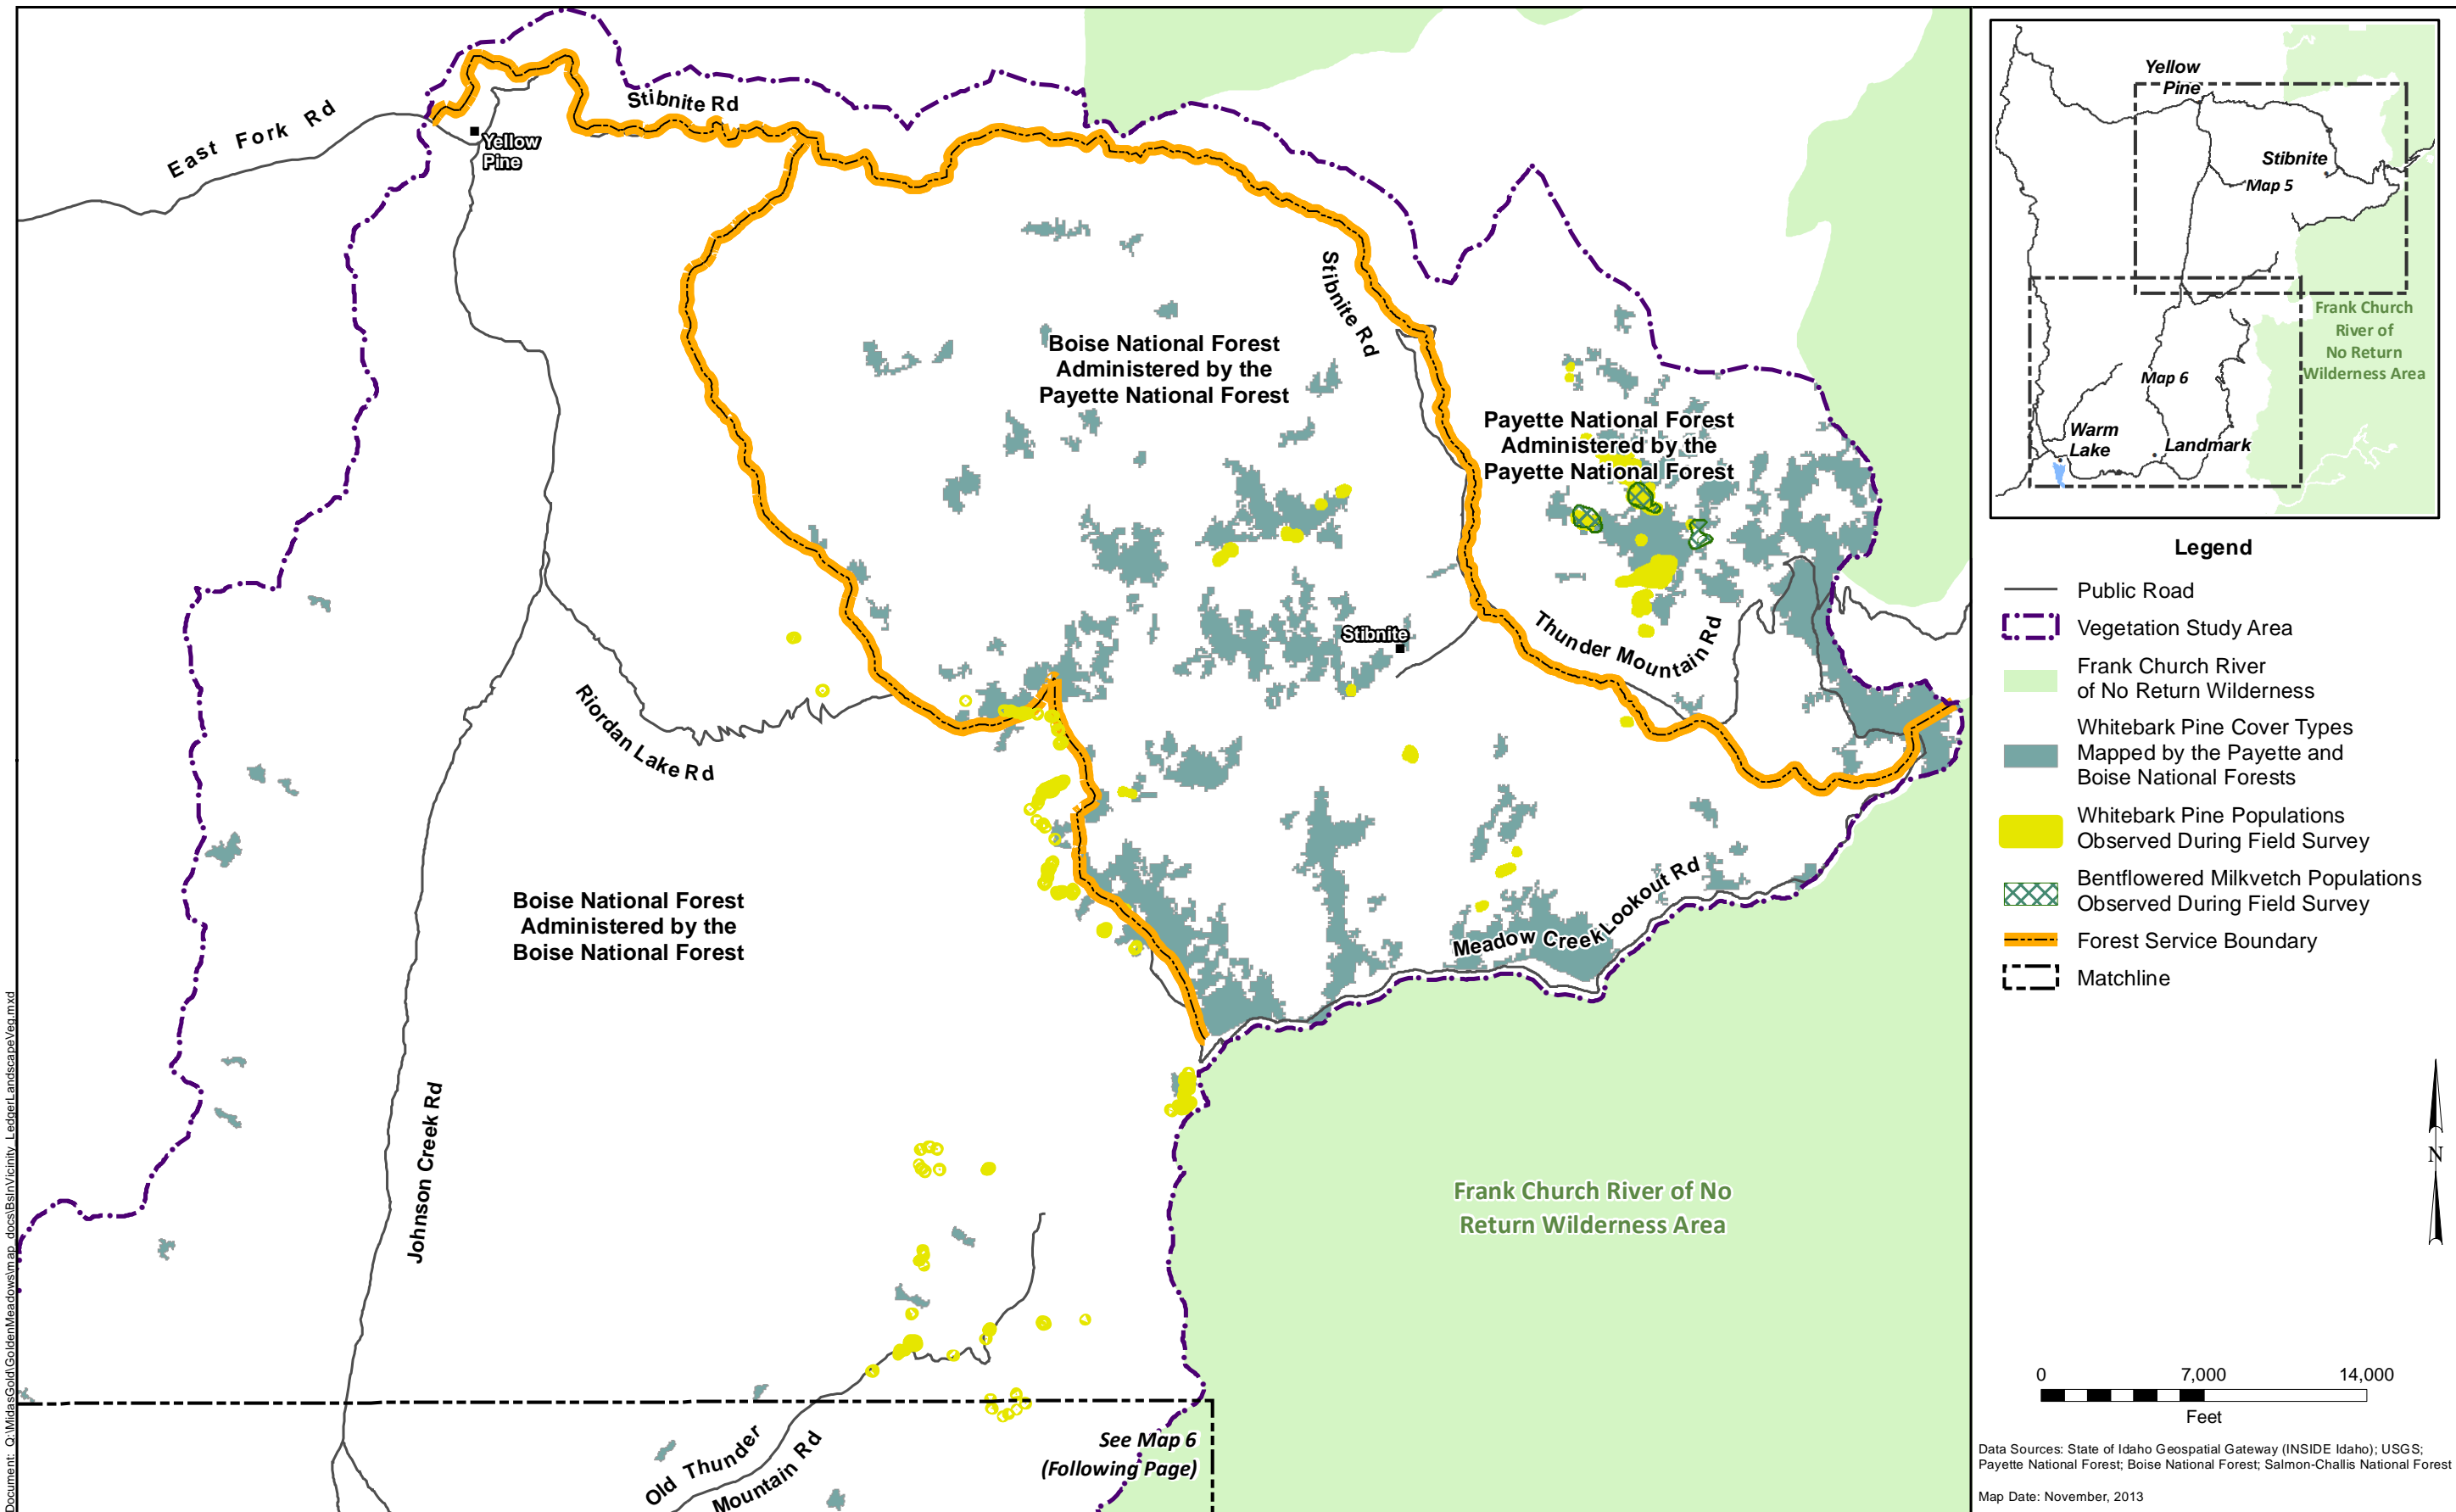 East Fork Rd
Yellow
Pine
Stibnite Rd
Stibnite Rd
Boise National Forest
Administered by the
Payette National Forest
Payette National Forest
Administered by the
Payette National Forest
Stibnite
Thunder Mountain Rd
Riordan Lake Rd
Boise National Forest
Administered by the
Boise National Forest
Meadow Creek Lookout Rd
Johnson Creek Rd
Frank Church River of No
Return Wilderness Area
Old Thunder
Mountain Rd
See Map 6
(Following Page)
Document: Q:\MidasGold\GoldenMeadows\map_docs\BslnVicinity_LedgerLandscapeVeg.mxd
Yellow
Pine
Stibnite
Map 5
Frank Church
River of
No Return
Wilderness Area
Map 6
Warm
Lake
Landmark
Legend
Public Road
Vegetation Study Area
Frank Church River
of No Return Wilderness
Whitebark Pine Cover Types
Mapped by the Payette and
Boise National Forests
Whitebark Pine Populations
Observed During Field Survey
Bentflowered Milkvetch Populations
Observed During Field Survey
Forest Service Boundary
Matchline
N
0 7,000 14,000
Feet
Data Sources: State of Idaho Geospatial Gateway (INSIDE Idaho); USGS;
Payette National Forest; Boise National Forest; Salmon-Challis National Forest
Map Date: November, 2013